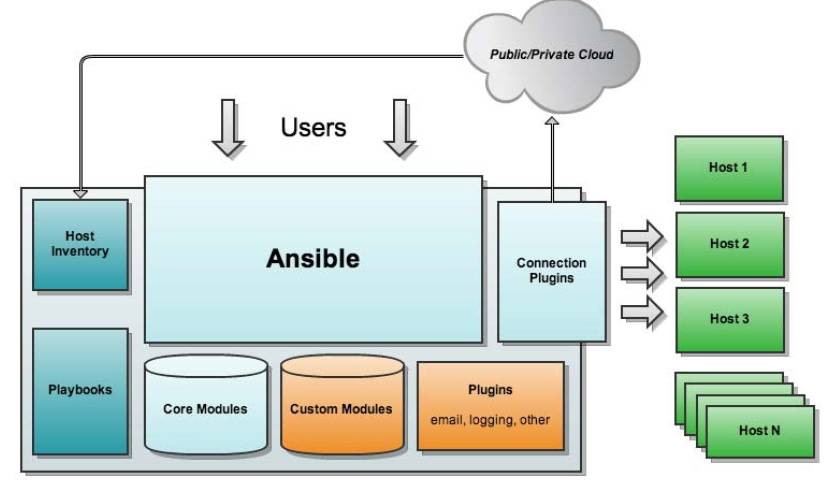 Public/Private Cloud
Users
Host 1
Host
Inventory
Ansible
Connection
Plugins
Host 2
Host 3
Playbooks
Core Modules
Custom Modules
Plugins
email, logging, other
Host N